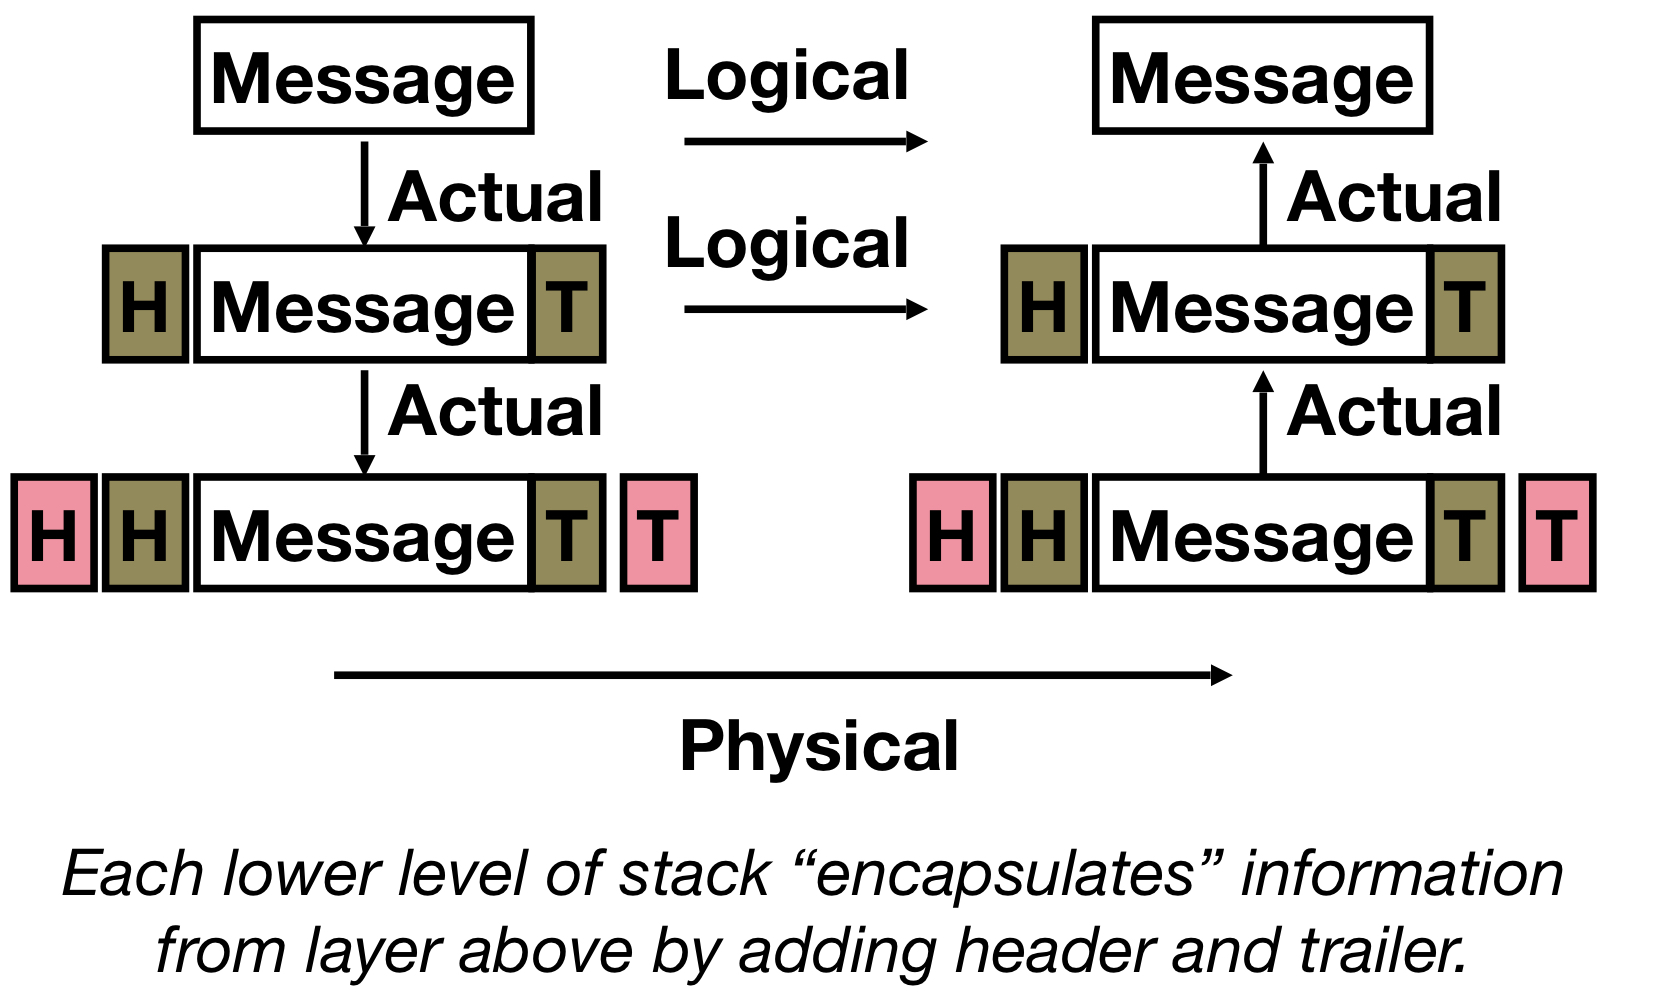 Message Logical Message
Actual Actual
Logical
H Message T H Message T
Actual Actual
H H Message T T H H Message T T
Physical
Each lower level of stack “encapsulates” information
from layer above by adding header and trailer.